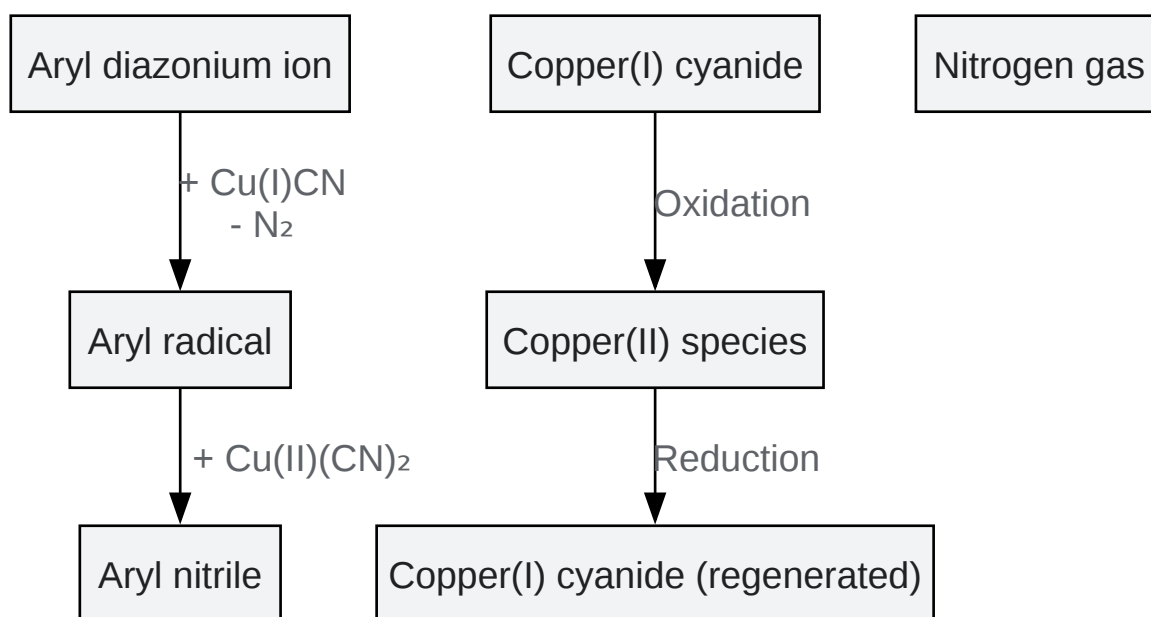 Aryl diazonium ion
Copper(I) cyanide
Nitrogen gas
+ Cu(I)CN
- N₂
Oxidation
Aryl radical
Copper(II) species
+ Cu(II)(CN)₂
Reduction
Aryl nitrile
Copper(I) cyanide (regenerated)